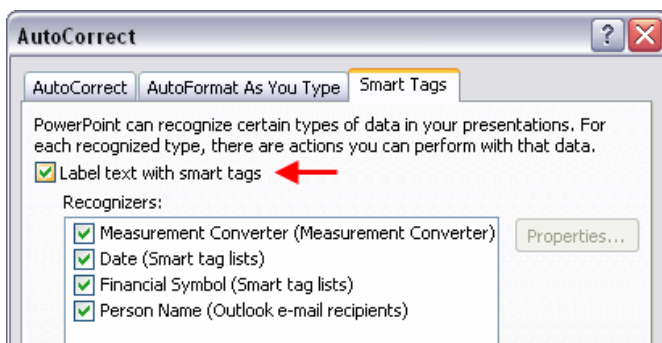 AutoCorrect
?
AutoCorrect AutoFormat As You Type Smart Tags
PowerPoint can recognize certain types of data in your presentations. For
each recognized type, there are actions you can perform with that data.
Label text with smart tags
Recognizers:
Measurement Converter (Measurement Converter)
Properties...
Date (Smart tag lists)
Financial Symbol (Smart tag lists)
Person Name (Outlook e-mail recipients)